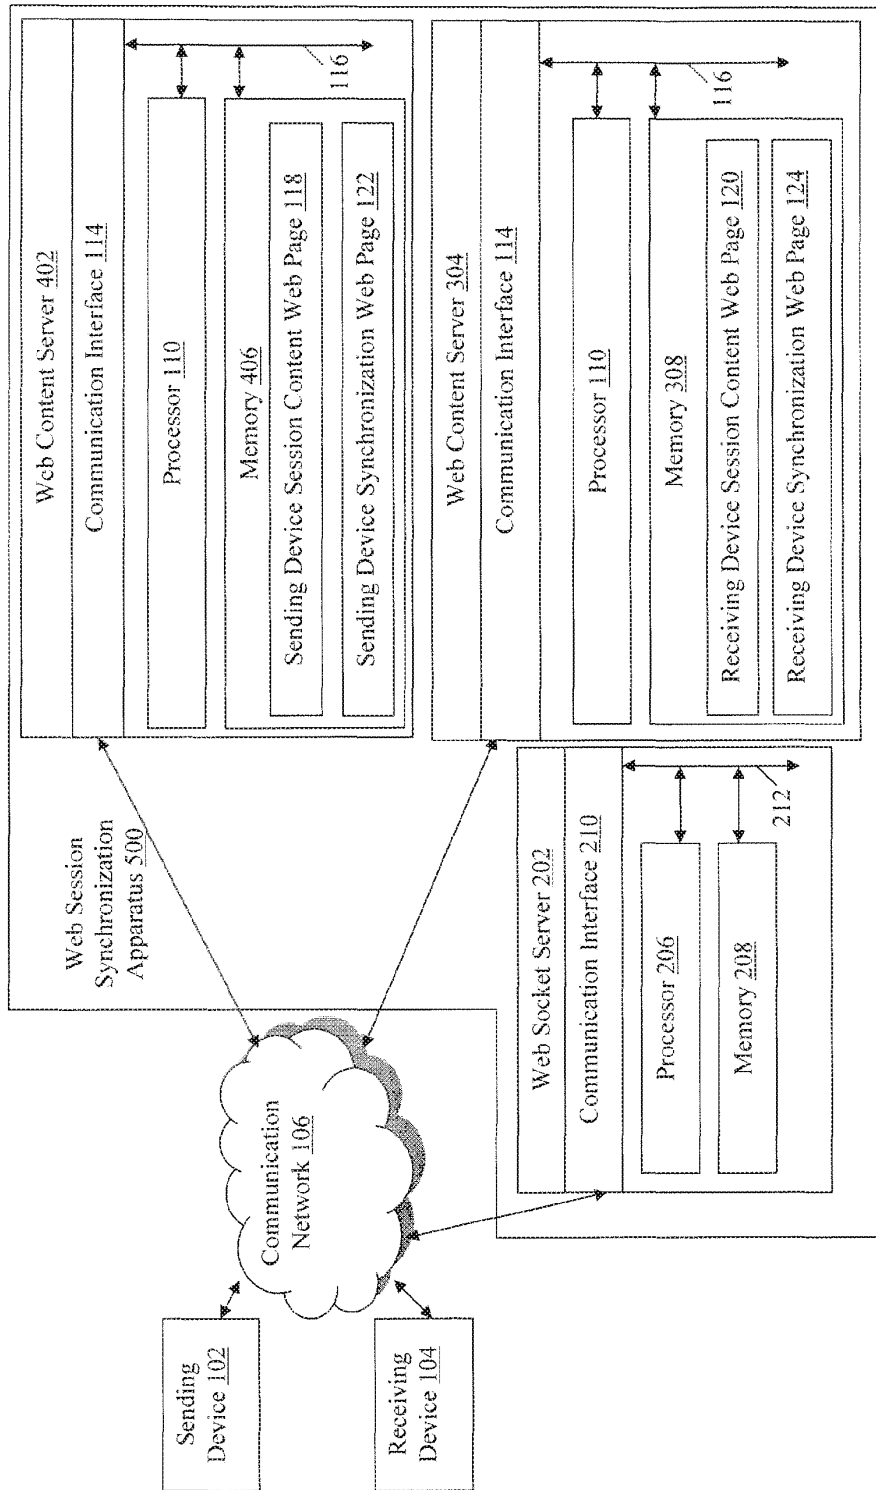 Sending
Device 102
Receiving
Device 104
Communication
Network 106
Web Session
Synchronization
Apparatus 500
Web Content Server 402
Communication Interface 114
Processor 110
Memory 406
Sending Device Session Content Web Page 118
Sending Device Synchronization Web Page 122
116
Web Content Server 304
Communication Interface 114
Processor 110
Memory 308
Receiving Device Session Content Web Page 120
Receiving Device Synchronization Web Page 124
116
Web Socket Server 202
Communication Interface 210
Processor 206
Memory 208
212